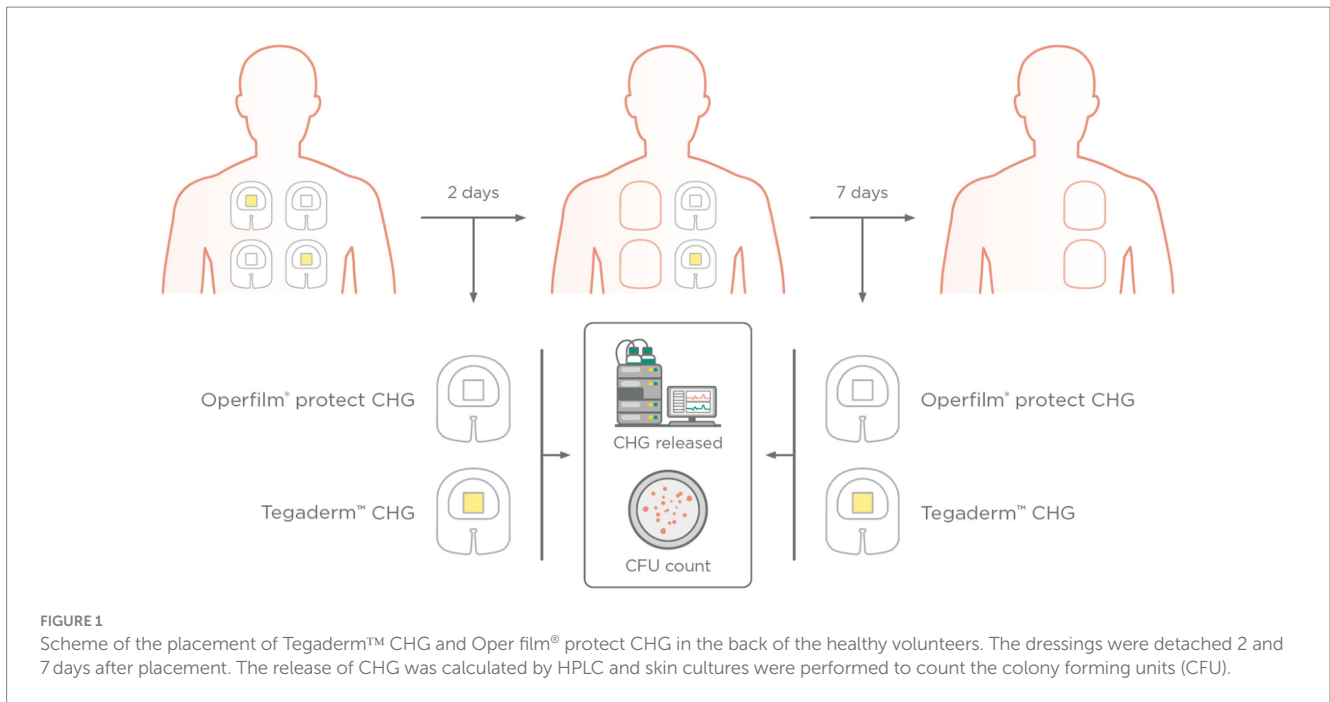 2 days
7 days
Operfilm® protect CHG
Tegaderm™ CHG
CHG released
CFU count
Operfilm® protect CHG
Tegaderm™ CHG
FIGURE 1
Scheme of the placement of Tegaderm™ CHG and Oper film® protect CHG in the back of the healthy volunteers. The dressings were detached 2 and
7 days after placement. The release of CHG was calculated by HPLC and skin cultures were performed to count the colony forming units (CFU).